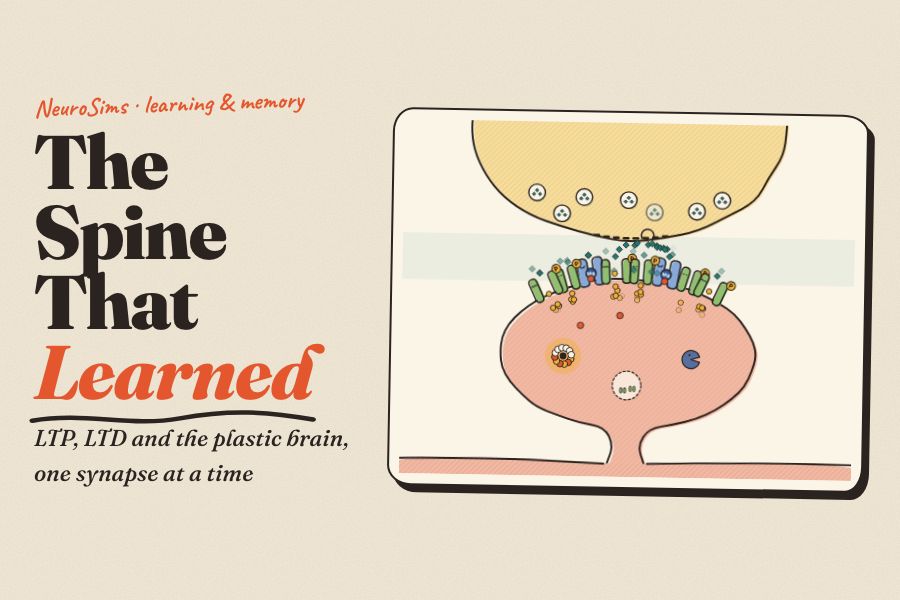 NeuroSims · learning & memory
The
Spine
That
Learned
LTP, LTD and the plastic brain,
one synapse at a time